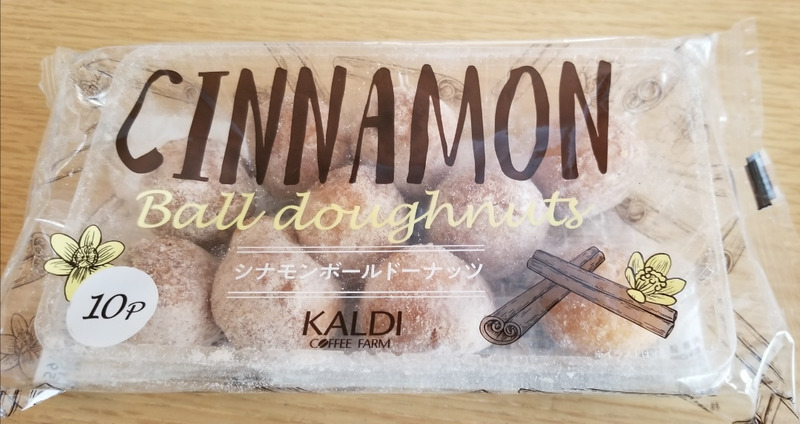 CINNAMON
Ball doughnuts
シナモンボールドーナッツ
10P
KALDI
COFFEE FARM